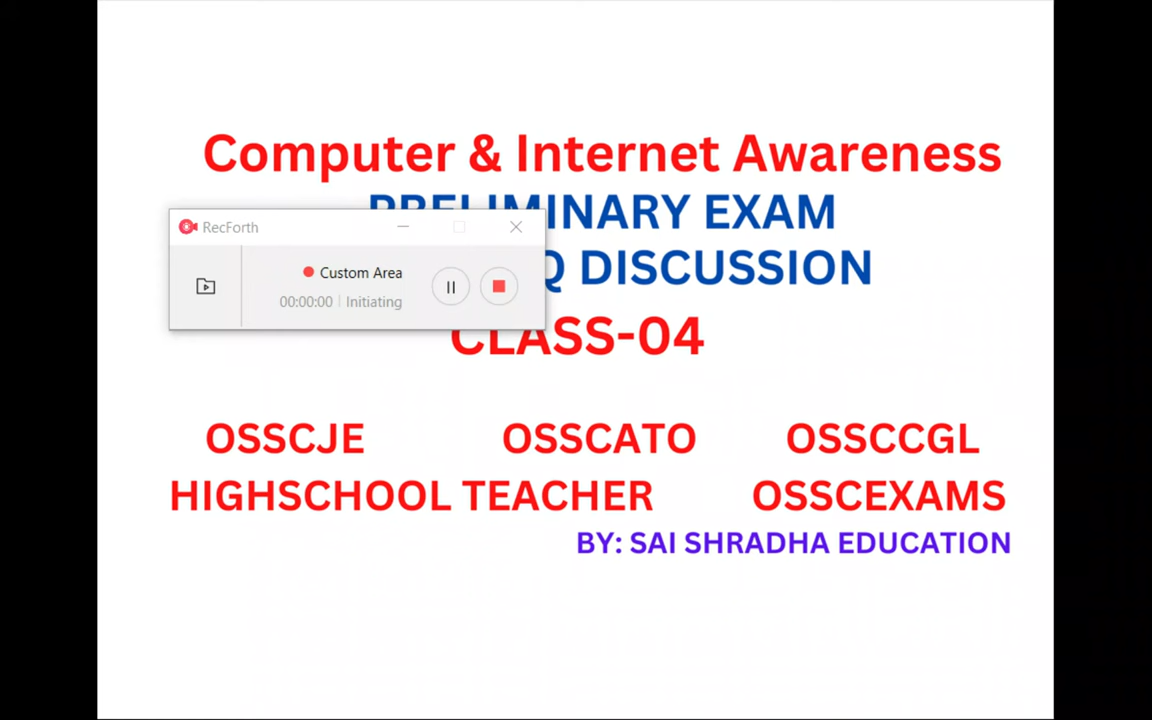 Computer & Internet Awareness
PRELIMINARY EXAM
RecForth
DISCUSSION
Custom Area
00:00:00 | Initiating
CLASS-04
OSSCJE OSSCATO OSSCCGL
HIGHSCHOOL TEACHER OSSCEXAMS
BY: SAI SHRADHA EDUCATION